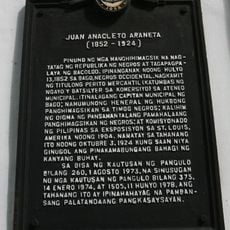 JUAN ANACLETO ARANETA
(1852 - 1924)
PINUNO NG MGA MANGHIHIMAGSIK NA NAG-
TATAG NG REPUBLIKA NG NEGROS AT TAGAPAGPA-
LAYA NG BACOLOD. IPINANGANAK NOONG HULYO
13, 1852 SA BAGO, NEGROS OCCIDENTAL. NAGKAMIT
NG TITULONG PERITO MERCANTIL (KATUMBAS NG
NGAYO'Y BATSILYER SA KOMERSIYO) SA ATENEO
MUNICIPAL. ITINALAGANG CAPITAN MUNICIPAL NG
BAGO; NAMUMUNONG HENERAL NG HUKBONG
PANGHIMAGSIKAN SA TIMOG NEGROS; KALIHIM
NG DIGMA NG PANSAMANTALANG PAMAHALAANG
PANGHIMAGSIKAN NG NEGROS; AT KOMISYONADO
NG PILIPINAS SA EKSPOSISYON SA ST. LOUIS,
AMERIKA NOONG 1904. NAMATAY SA TAHANANG
ITO NOONG OKTUBRE 3, 1924 KUNG SAAN NIYA
GINUGOL ANG PINAKAMABUNGANG BAHAGI NG
KANYANG BUHAY.
SA BISA NG KAUTUSAN NG PANGULO
BILANG 260, 1 AGOSTO 1973, NA SINUSUGAN
NG MGA KAUTUSAN NG PANGULO BILANG 375,
14 ENERO 1974, AT 1505, 11 HUNYO 1978, ANG
TAHANANG ITO AY IPINAHAHAYAG NA PAMBAN-
SANG PALATANDAANG PANGKASAYSAYAN.